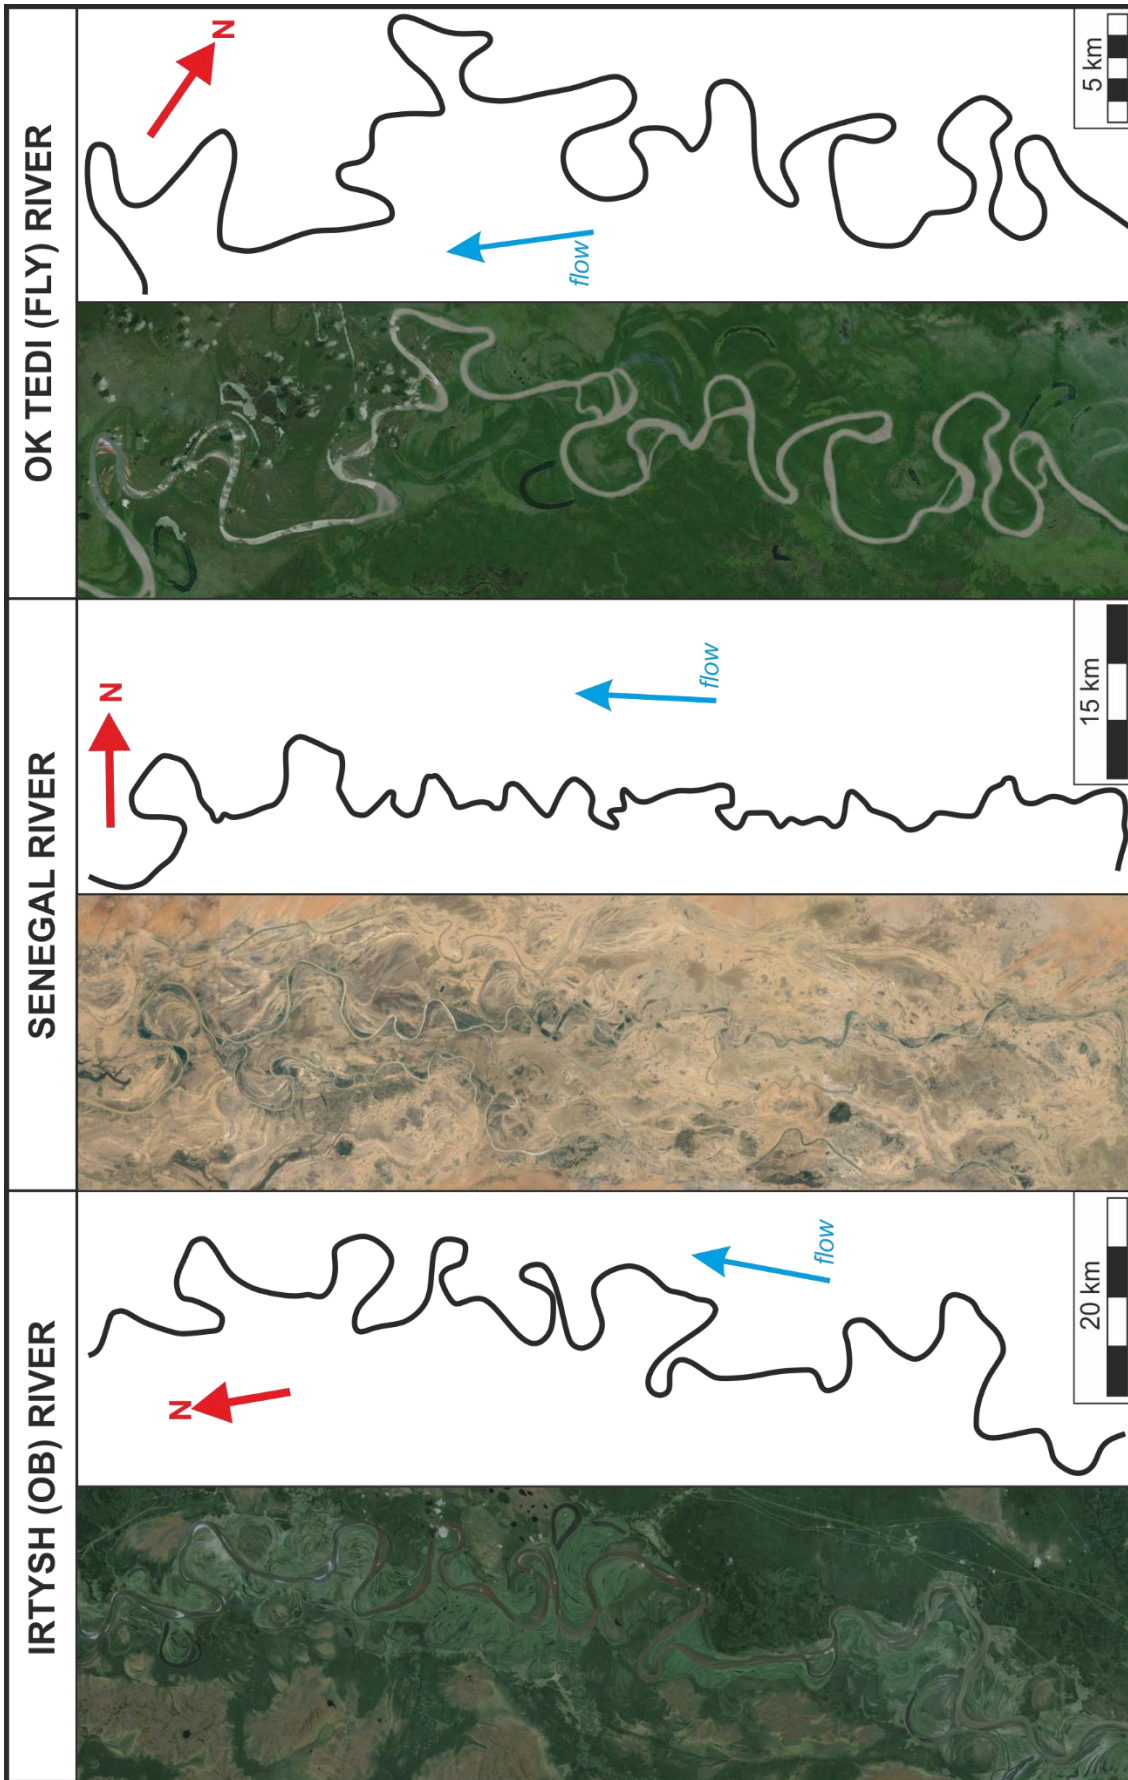 OK TEDI (FLY) RIVER
N
flow
5 km
SENEGAL RIVER
N
flow
15 km
IRTYSH (OB) RIVER
N
flow
20 km